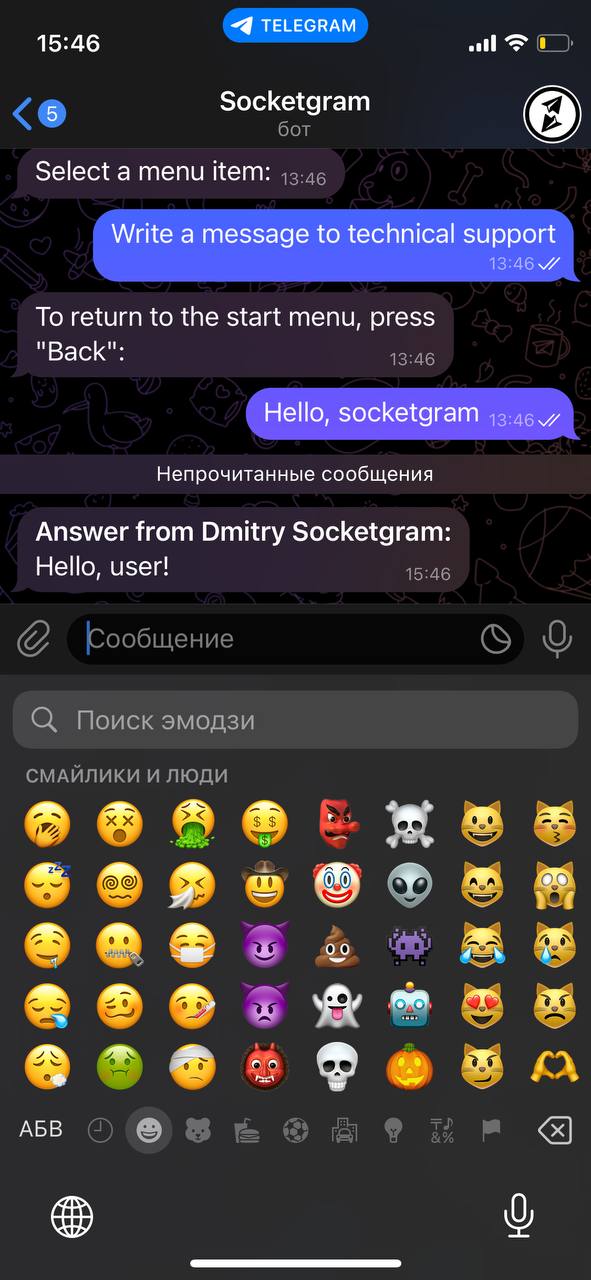 15:46
TELEGRAM
5
Socketgram
бот
Select a menu item: 13:46
Write a message to technical support
13:46
To return to the start menu, press
"Back": 13:46
Hello, socketgram 13:46
Непрочитанные сообщения
Answer from Dmitry Socketgram:
Hello, user! 15:46
Сообщение
Поиск эмодзи
СМАЙЛИКИ И ЛЮДИ
АБВ